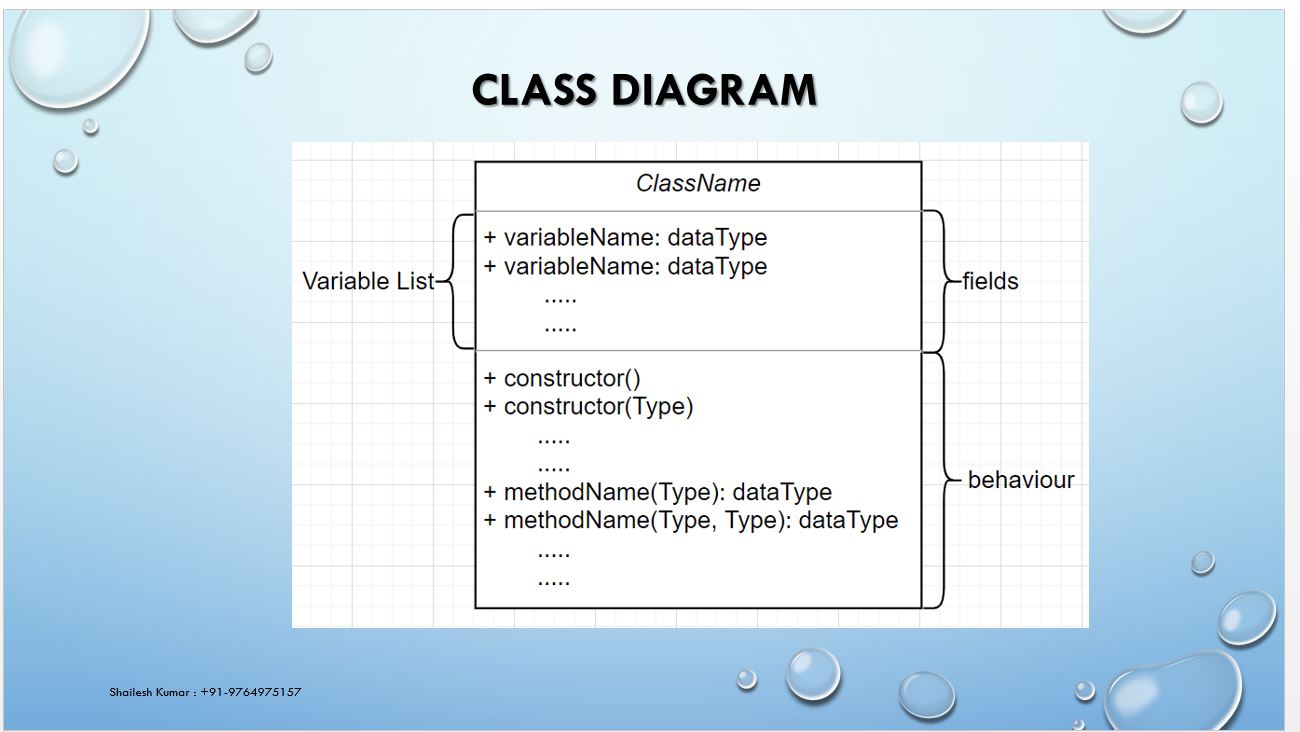 CLASS DIAGRAM
ClassName
Variable List
+ variableName: dataType
+ variableName: dataType
.....
.....
fields
+ constructor()
+ constructor(Type)
.....
.....
+ methodName(Type): dataType
+ methodName(Type, Type): dataType
.....
.....
behaviour
Shailesh Kumar : +91-9764975157